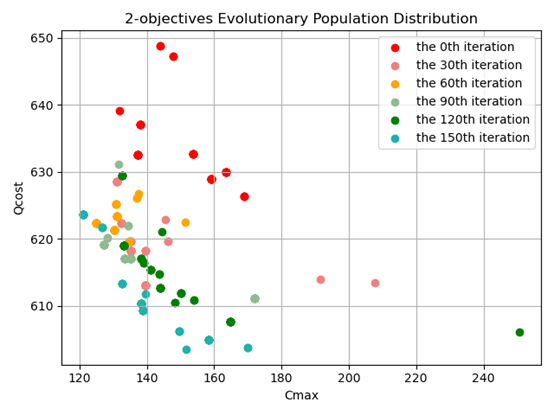 2-objectives Evolutionary Population Distribution
650
640
630
620
610
Qcost
the 0th iteration
the 30th iteration
the 60th iteration
the 90th iteration
the 120th iteration
the 150th iteration
120 140 160 180 200 220 240
Cmax